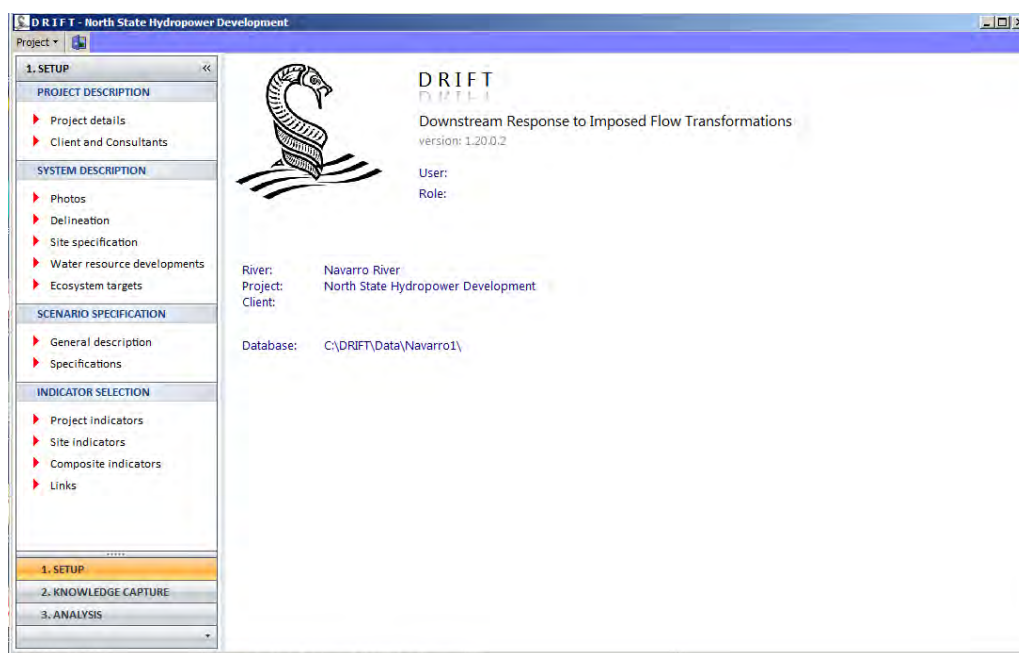 D R I F T - North State Hydropower Development
Project
1. SETUP «
PROJECT DESCRIPTION
Project details
Client and Consultants
SYSTEM DESCRIPTION
Photos
Delineation
Site specification
Water resource developments
Ecosystem targets
SCENARIO SPECIFICATION
General description
Specifications
INDICATOR SELECTION
Project indicators
Site indicators
Composite indicators
Links
1. SETUP
2. KNOWLEDGE CAPTURE
3. ANALYSIS
D R I F T
Downstream Response to Imposed Flow Transformations
version: 1.20.0.2
User:
Role:
River: Navarro River
Project: North State Hydropower Development
Client:
Database: C:\DRIFT\Data\Navarro1\